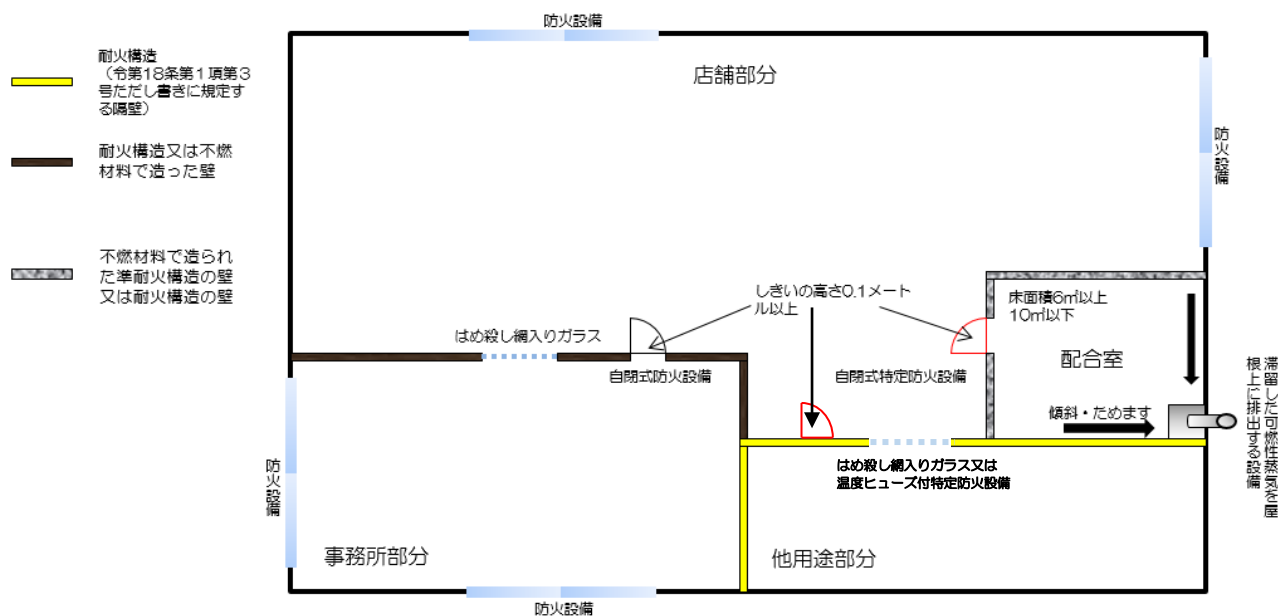 耐火構造
(令第18条第1項第3
号ただし書きに規定す
る隔壁)
耐火構造又は不燃
材料で造った壁
不燃材料で造られ
た準耐火構造の壁
又は耐火構造の壁
防火設備
店舗部分
防火設備
しきいの高さ0.1メート
ル以上
床面積6㎡以上
10㎡以下
配合室
はめ殺し網入りガラス
自閉式防火設備
自閉式特定防火設備
傾斜・ためます
滞留した可燃性蒸気を屋
根上に排出する設備
はめ殺し網入りガラス又は
温度ヒューズ付特定防火設備
防火設備
事務所部分
他用途部分
防火設備